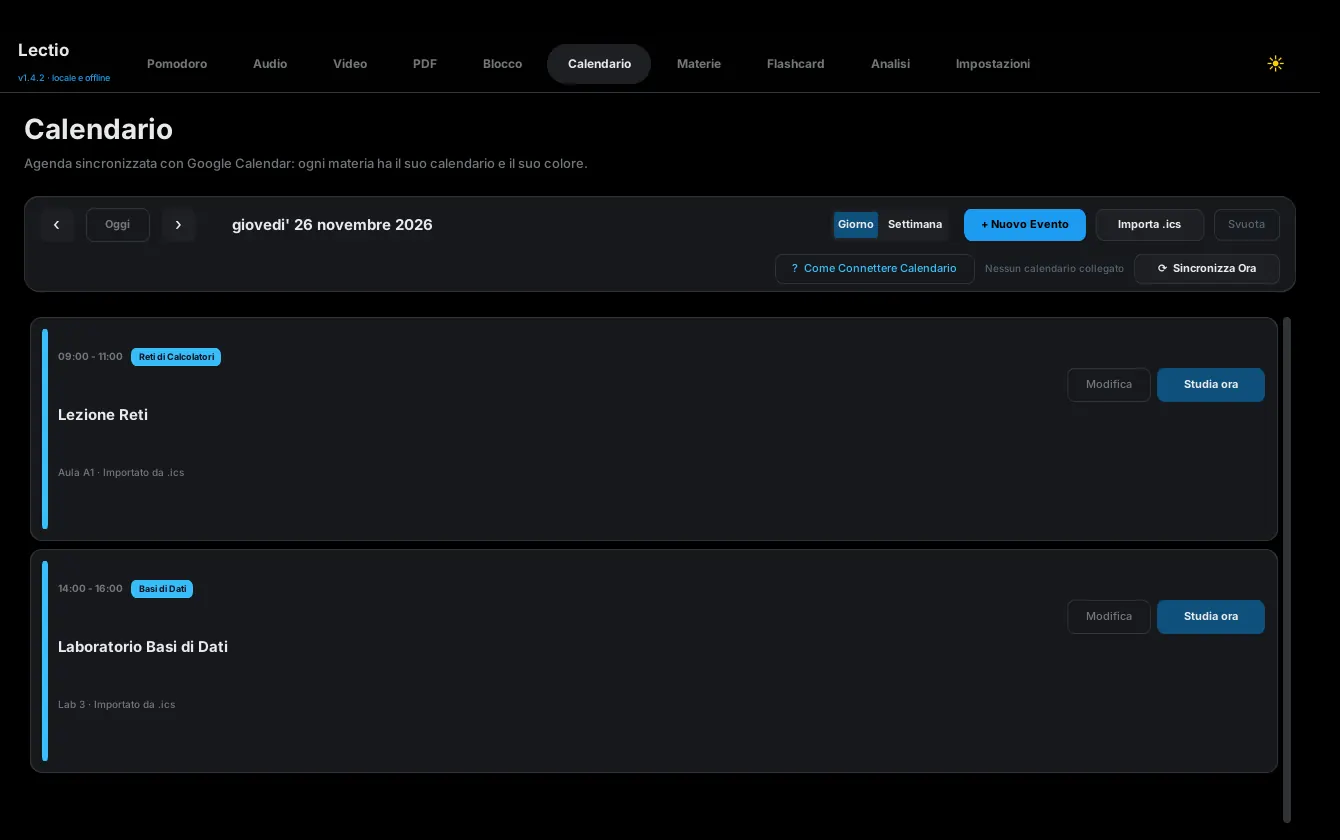 Lectio
v1.4.2 · locale e offline
Pomodoro
Audio
Video
PDF
Blocco
Calendario
Materie
Flashcard
Analisi
Impostazioni
Calendario
Agenda sincronizzata con Google Calendar: ogni materia ha il suo calendario e il suo colore.
‹
Oggi
›
giovedi' 26 novembre 2026
Giorno
Settimana
+ Nuovo Evento
Importa .ics
Svuota
? Come Connettere Calendario
Nessun calendario collegato
⟳ Sincronizza Ora
09:00 - 11:00
Reti di Calcolatori
Modifica
Studia ora
Lezione Reti
Aula A1 · Importato da .ics
14:00 - 16:00
Basi di Dati
Modifica
Studia ora
Laboratorio Basi di Dati
Lab 3 · Importato da .ics